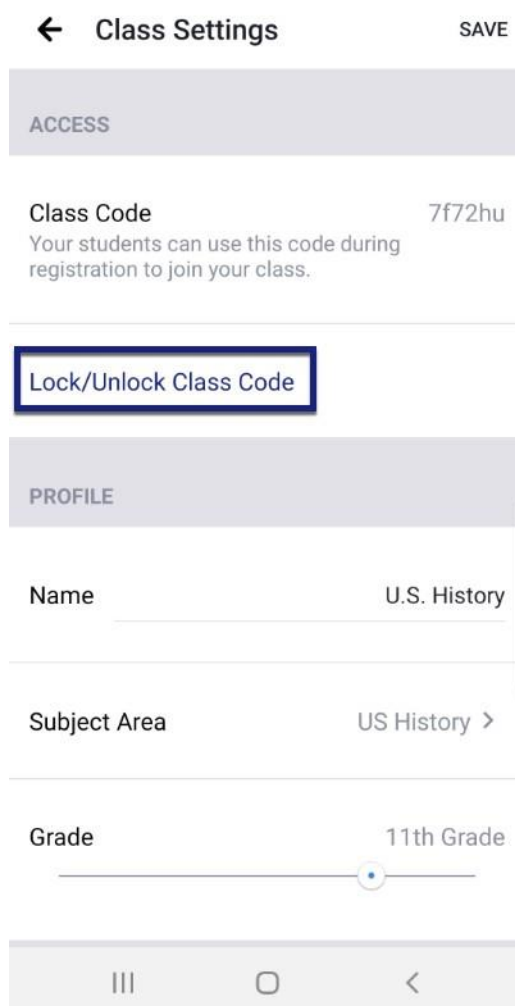 Class Settings SAVE
ACCESS
Class Code 7f72hu
Your students can use this code during
registration to join your class.
Lock/Unlock Class Code
PROFILE
Name U.S. History
Subject Area US History
Grade 11th Grade